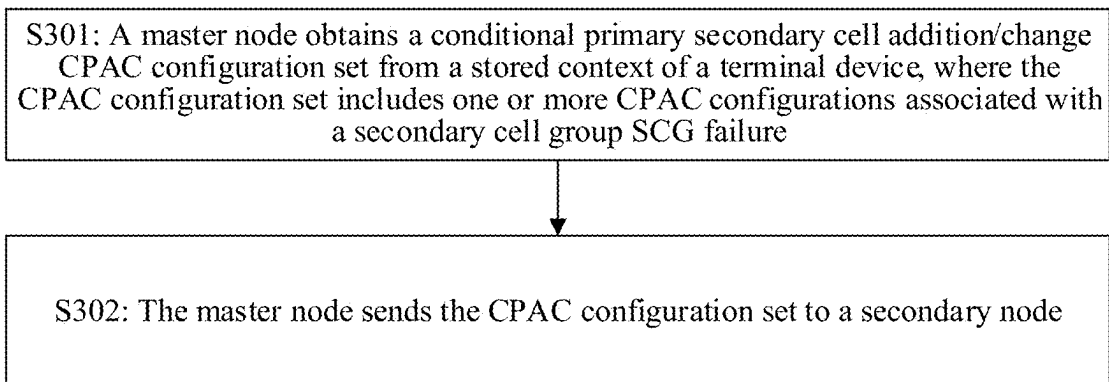 S301: A master node obtains a conditional primary secondary cell addition/change
CPAC configuration set from a stored context of a terminal device, where the
CPAC configuration set includes one or more CPAC configurations associated with
a secondary cell group SCG failure
S302: The master node sends the CPAC configuration set to a secondary node